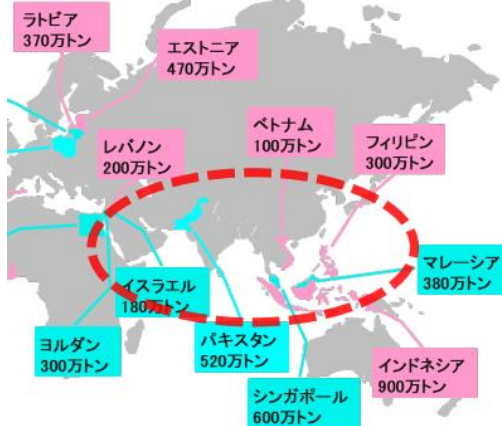 ラトビア
370万トン
エストニア
470万トン
レバノン
200万トン
ベトナム
100万トン
フィリピン
300万トン
イスラエル
180万トン
マレーシア
380万トン
ヨルダン
300万トン
パキスタン
520万トン
インドネシア
900万トン
シンガポール
600万トン